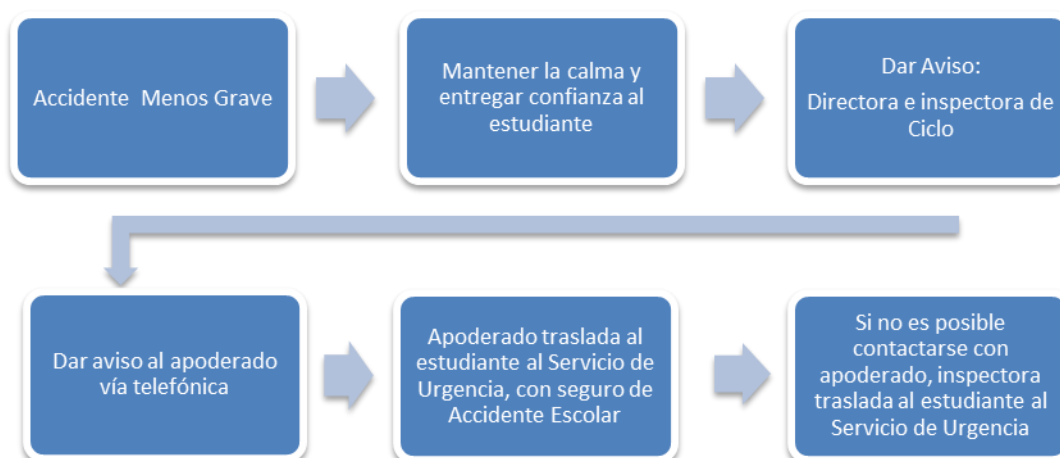 Accidente  Menos Grave
Mantener la calma y
entregar confianza al
estudiante
Dar Aviso:
Directora e inspectora de
Ciclo
Dar aviso al apoderado
vía telefónica
Apoderado traslada al
estudiante al Servicio de
Urgencia, con seguro de
Accidente Escolar
Si no es posible
contactarse con
apoderado, inspectora
traslada al estudiante al
Servicio de Urgencia